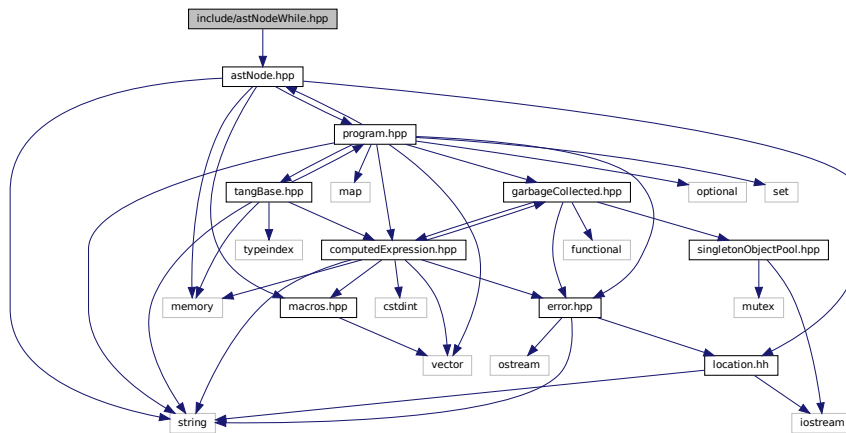 include/astNodeWhile.hpp
astNode.hpp
program.hpp
tangBase.hpp
map
garbageCollected.hpp
optional
set
typeindex
computedExpression.hpp
functional
singletonObjectPool.hpp
memory
macros.hpp
cstdint
error.hpp
mutex
vector
ostream
location.hh
string
iostream